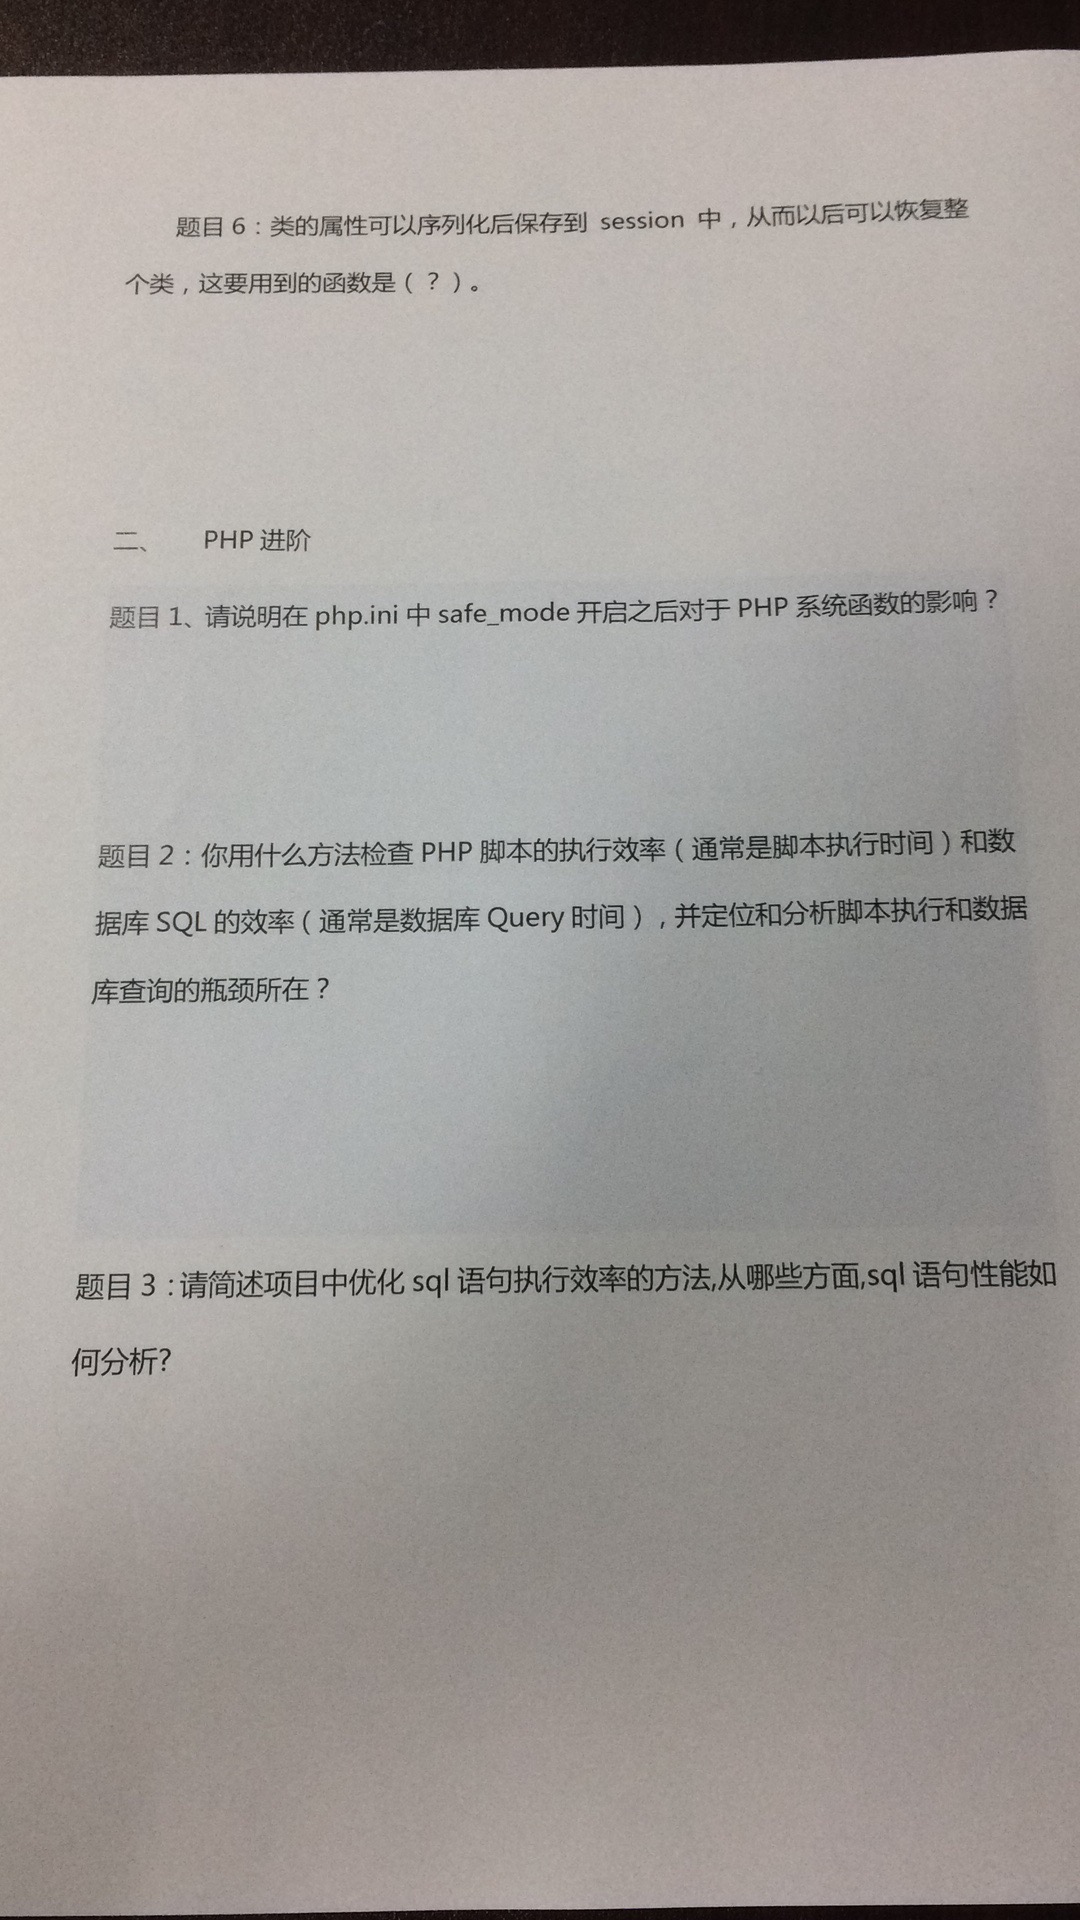 题目 6：类的属性可以序列化后保存到 session 中，从而以后可以恢复整
个类，这要用到的函数是（？）。
二、 PHP 进阶
题目 1、请说明在 php.ini 中 safe_mode 开启之后对于 PHP 系统函数的影响？
题目 2：你用什么方法检查 PHP 脚本的执行效率（通常是脚本执行时间）和数
据库 SQL 的效率（通常是数据库 Query 时间），并定位和分析脚本执行和数据
库查询的瓶颈所在？
题目 3 :请简述项目中优化 sql 语句执行效率的方法,从哪些方面,sql 语句性能如
何分析?